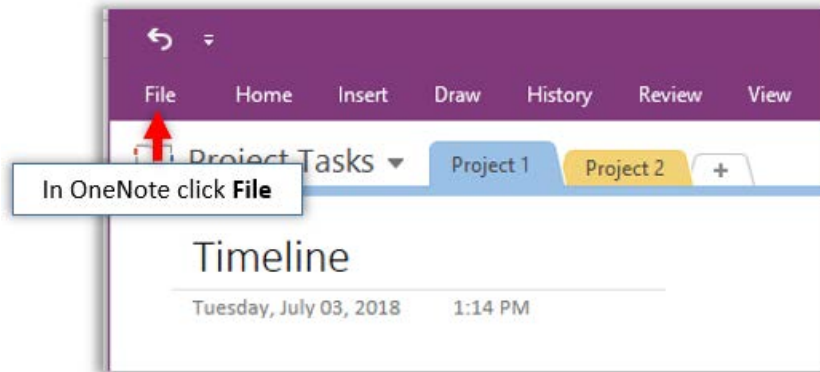 File Home Insert Draw History Review View
Project Tasks Project 1 Project 2 +
In OneNote click File
Timeline
Tuesday, July 03, 2018 1:14 PM